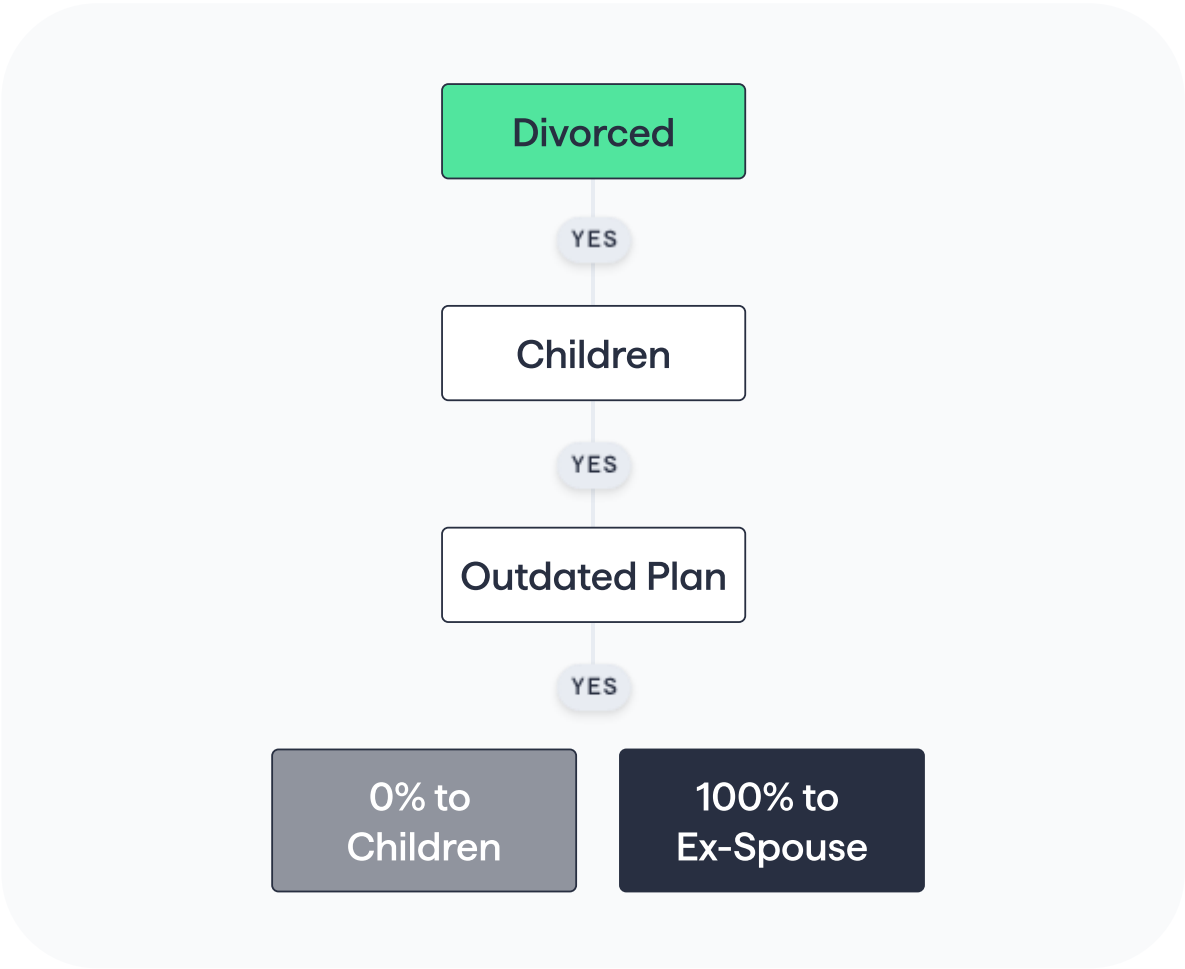 Divorced
YES
Children
YES
Outdated Plan
YES
0% to
Children
100% to
Ex-Spouse